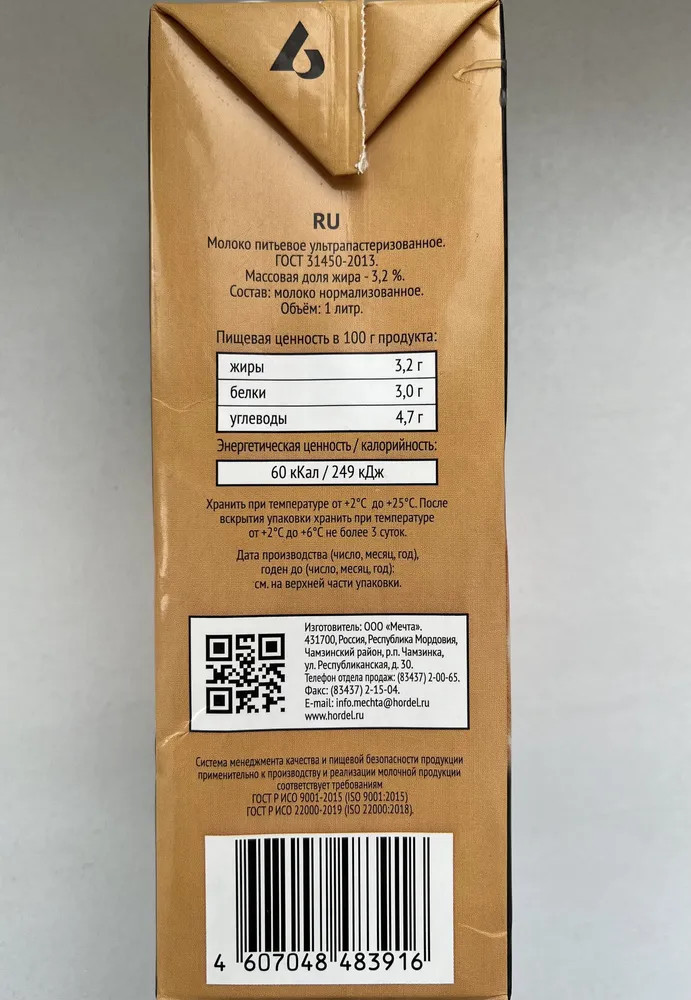 RU
Молоко питьевое ультрапастеризованное.
ГОСТ 31450-2013.
Массовая доля жира - 3,2 %.
Состав: молоко нормализованное.
Объём: 1 литр.
Пищевая ценность в 100 г продукта:
жиры 3,2 г
белки 3,0 г
углеводы 4,7 г
Энергетическая ценность / калорийность:
60 кКал / 249 кДж
Хранить при температуре от +2°С до +25°С. После
вскрытия упаковки хранить при температуре
от +2°С до +6°С не более 3 суток.
Дата производства (число, месяц, год),
годен до (число, месяц, год):
см. на верхней части упаковки.
Изготовитель: ООО «Мечта».
431700, Россия, Республика Мордовия,
Чамзинский район, р.п. Чамзинка,
ул. Республиканская, д. 30.
Телефон отдела продаж: (83437) 2-00-65.
Факс: (83437) 2-15-04.
E-mail: info.mechta@hordel.ru
www.hordel.ru
Система менеджмента качества и пищевой безопасности продукции
применительно к производству и реализации молочной продукции
соответствует требованиям
ГОСТ Р ИСО 9001-2015 (ISO 9001:2015)
ГОСТ Р ИСО 22000-2019 (ISO 22000:2018).
4 607048 483916